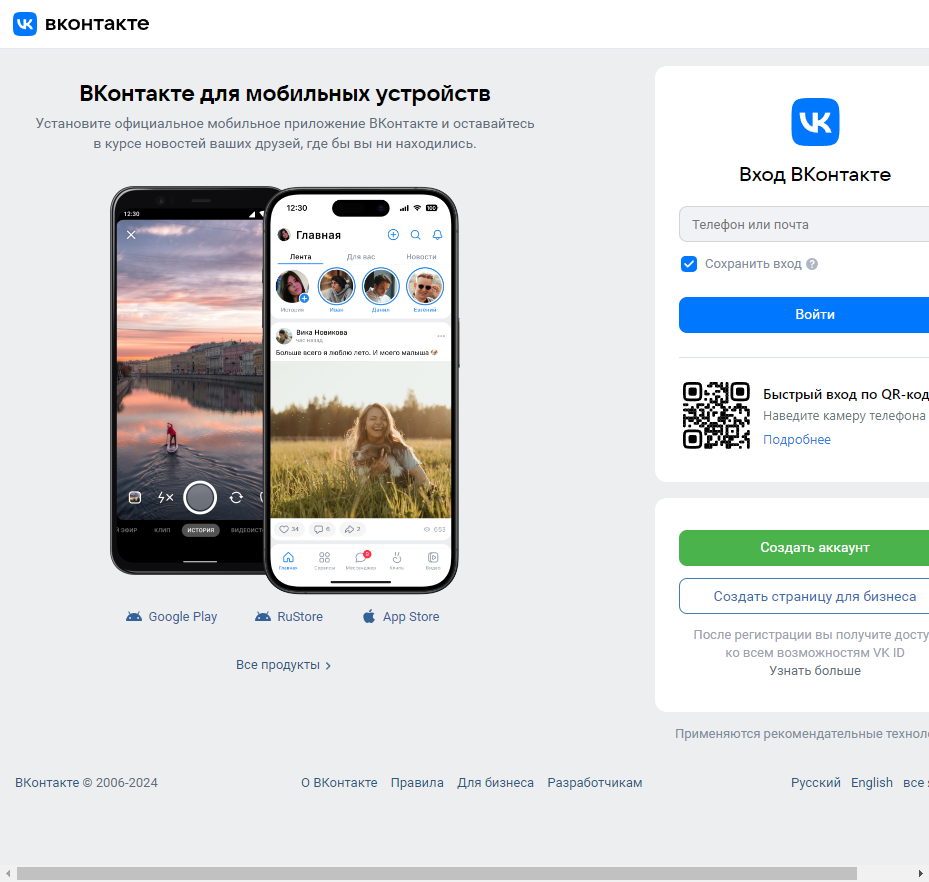 вконтакте
ВКонтакте для мобильных устройств
Установите официальное мобильное приложение ВКонтакте и оставайтесь
в курсе новостей ваших друзей, где бы вы ни находились.
12:30
12:30
100
Главная
Лента Для вас Новости
История Иван Данил Евгений
Вика Новикова
час назад
Больше всего я люблю лето. И моего малыша
34 6 2 653
Й ЭФИР КЛИП ИСТОРИЯ ВИДЕОИСТ
Главная Сервисы Мессенджер Клипы Видео
Google Play RuStore App Store
Все продукты
Вход ВКонтакте
Телефон или почта
Сохранить вход ?
Войти
Быстрый вход по QR-код
Наведите камеру телефона
Подробнее
Создать аккаунт
Создать страницу для бизнеса
После регистрации вы получите досту
ко всем возможностям VK ID
Узнать больше
Применяются рекомендательные технол
ВКонтакте © 2006-2024 О ВКонтакте Правила Для бизнеса Разработчикам Русский English все